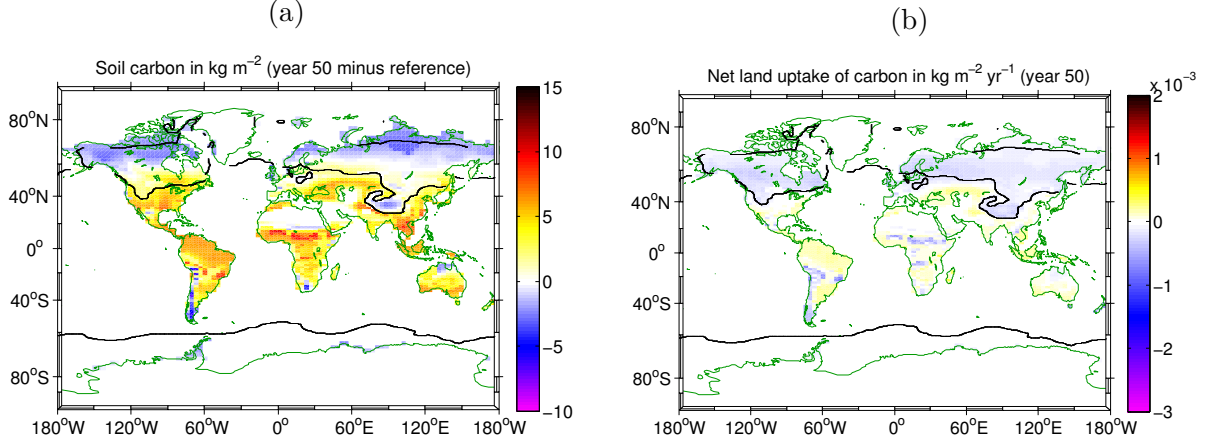 (a)
Soil carbon in kg m−2 (year 50 minus reference)
80°N
40°N
0°
40°S
80°S
180°W 120°W 60°W 0° 60°E 120°E 180°W
15
10
5
0
−5
−10
(b)
Net land uptake of carbon in kg m−2 yr−1 (year 50)
x 10−3
80°N
40°N
0°
40°S
80°S
180°W 120°W 60°W 0° 60°E 120°E 180°W
2
1
0
−1
−2
−3